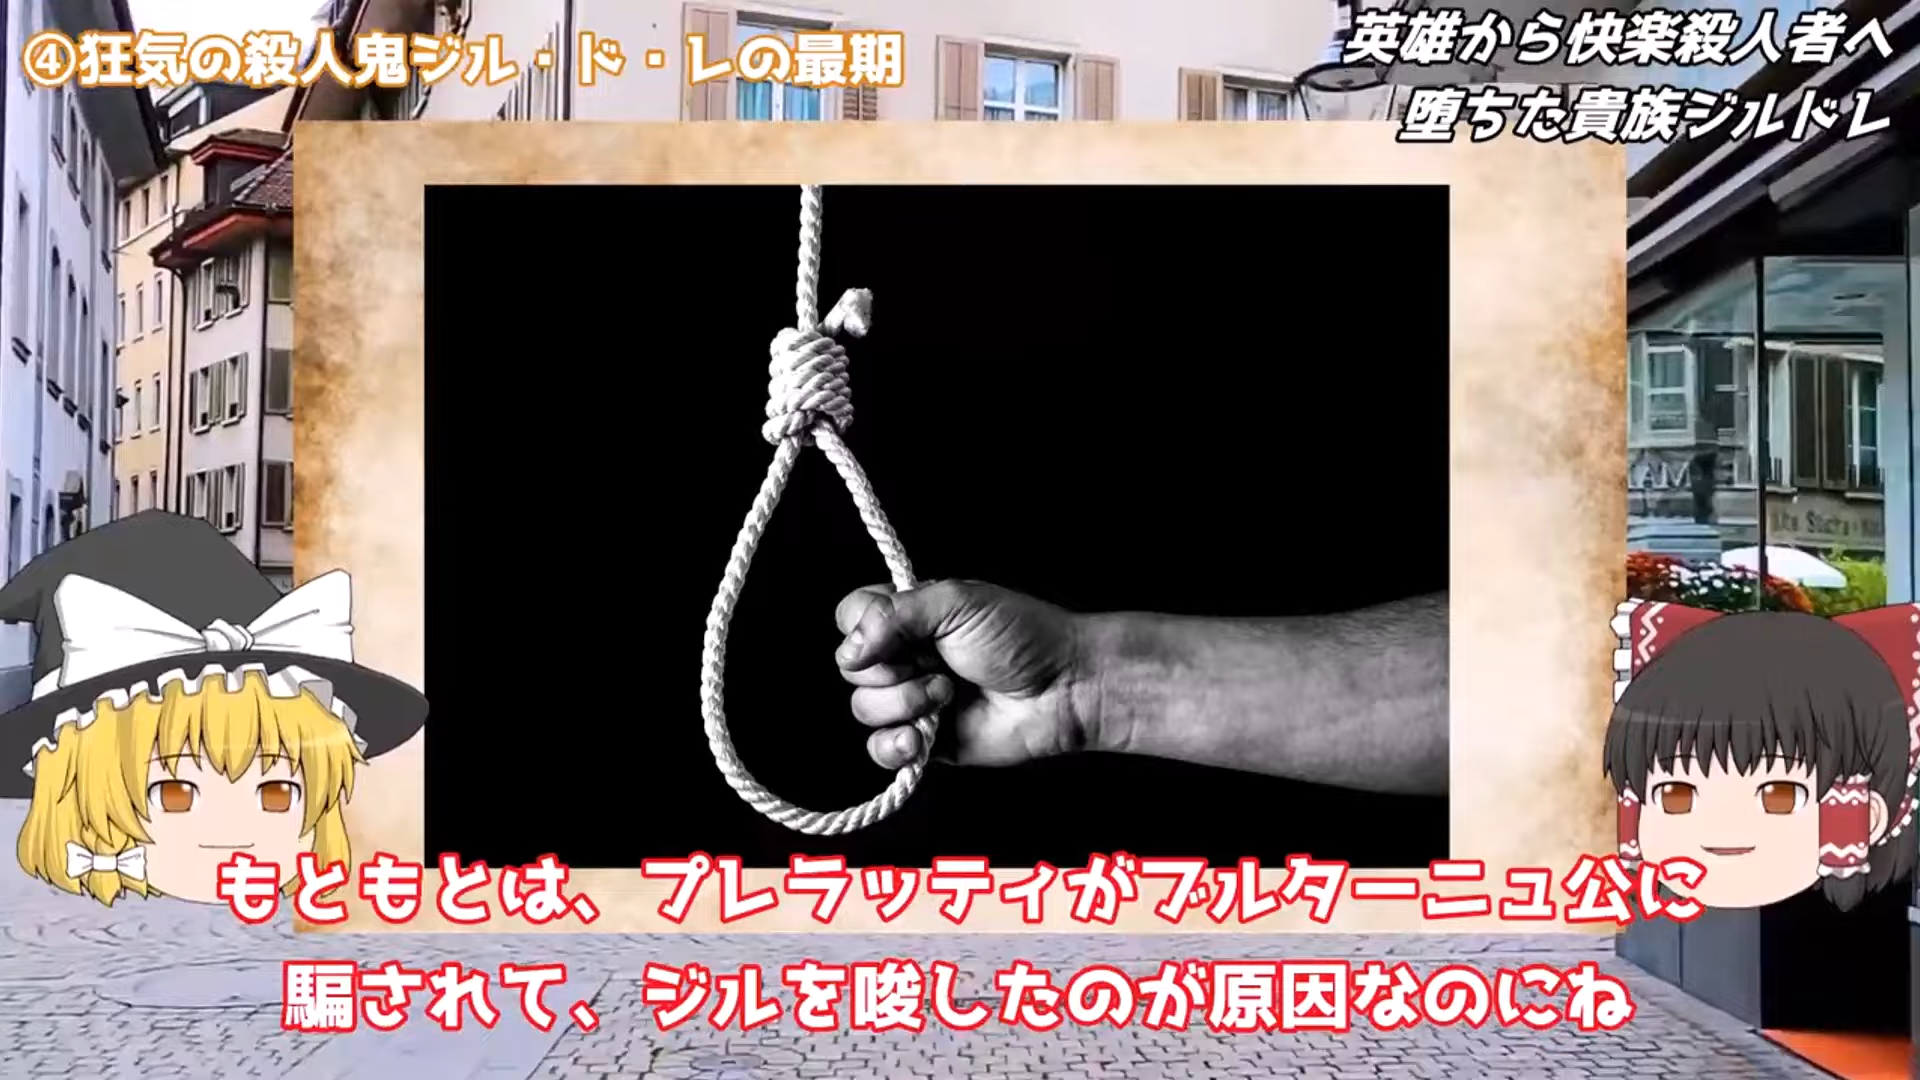 ④狂気の殺人鬼ジル・ド・レの最期
英雄から快楽殺人者へ
堕ちた貴族ジルドレ
もともとは、プレラッティがブルターニュ公に
騙されて、ジルを唆したのが原因なのにね